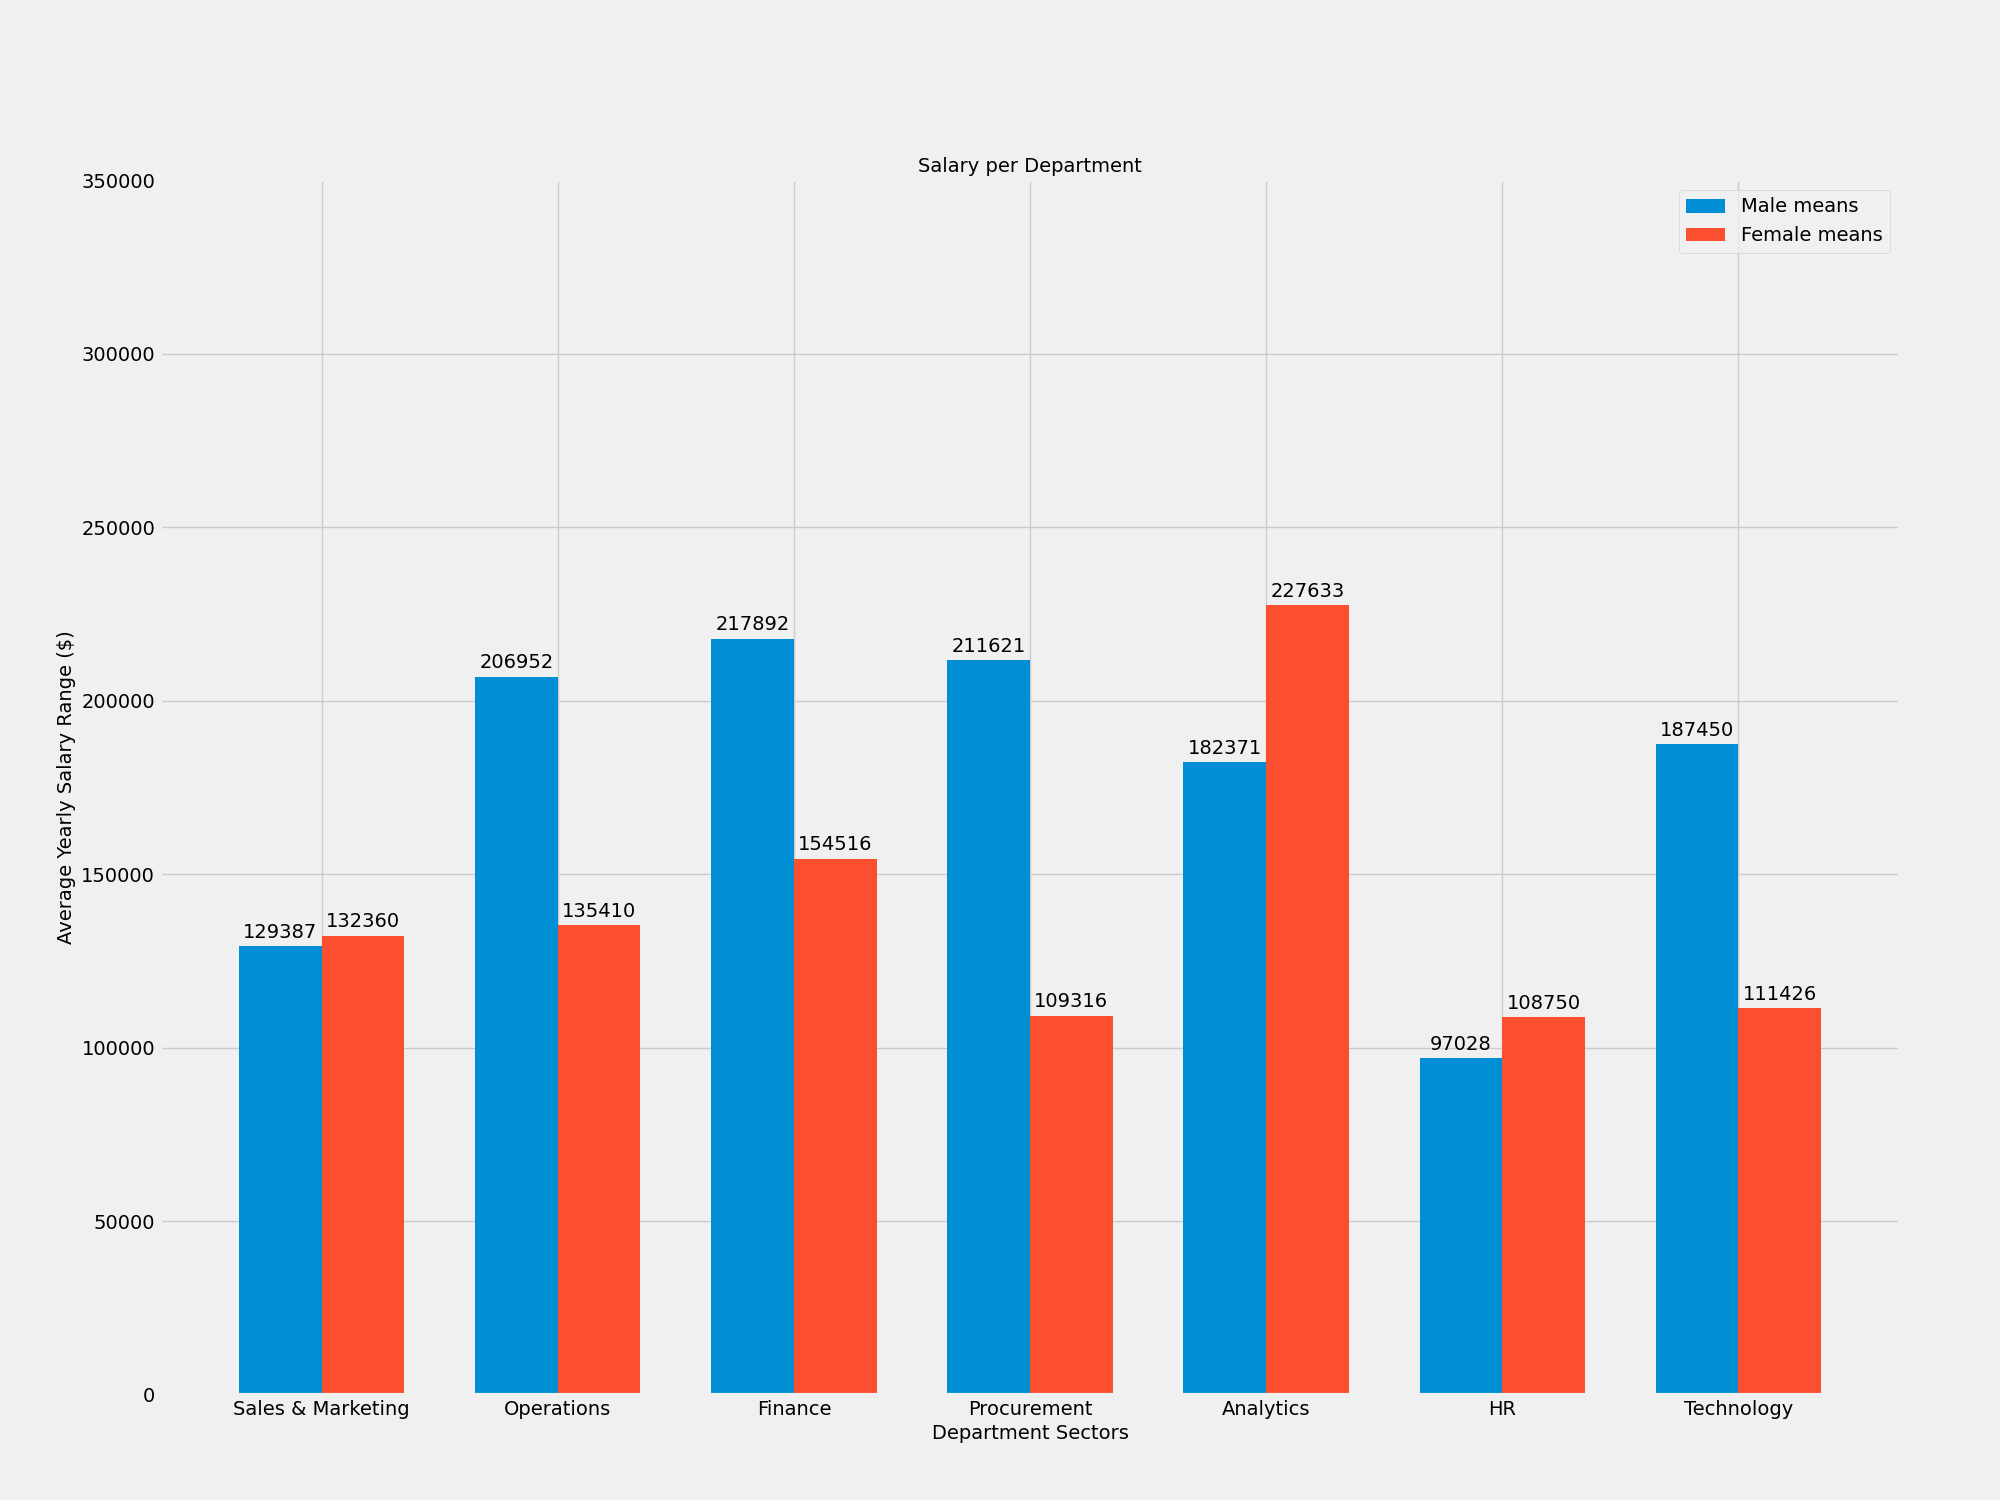 Salary per Department
350000
300000
250000
200000
150000
100000
50000
0
Average Yearly Salary Range ($)
Male means
Female means
129387
132360
206952
135410
217892
154516
211621
109316
182371
227633
97028
108750
187450
111426
Sales & Marketing
Operations
Finance
Procurement
Analytics
HR
Technology
Department Sectors